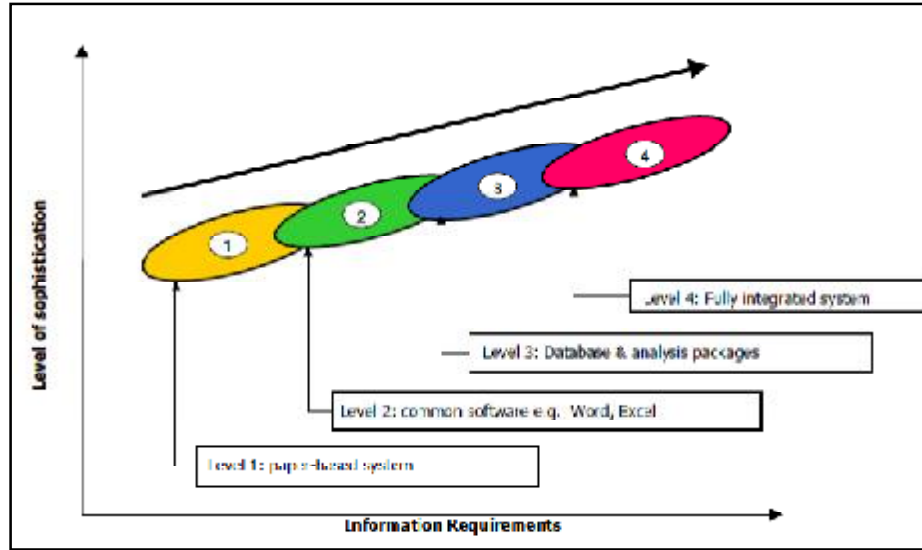 4
3
2
1
Level of sophistication
Level 4: Fully integrated system
Level 3: Database & analysis packages
Level 2: common software e.g. Word, Excel
Level 1: paper-based system
Information Requirements